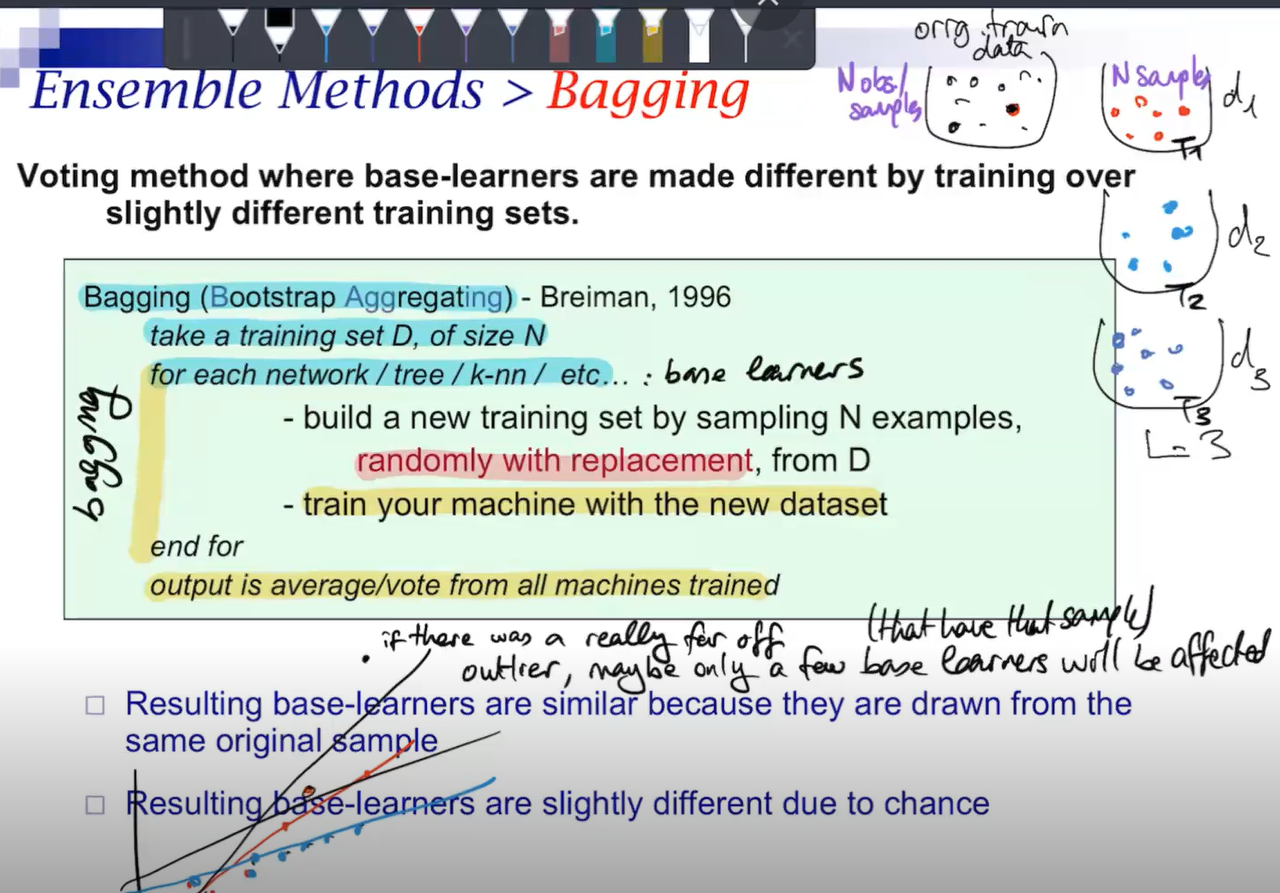 orig. train
data
Ensemble Methods > Bagging
N obs/
samples
N samples
d1
T1
Voting method where base-learners are made different by training over
slightly different training sets.
d2
T2
Bagging (Bootstrap Aggregating) - Breiman, 1996
take a training set D, of size N
for each network / tree / k-nn / etc... : base learners
d3
T3
L=3
bagging
- build a new training set by sampling N examples,
randomly with replacement, from D
- train your machine with the new dataset
end for
output is average/vote from all machines trained
if there was a really far off (that have that sample)
outlier, maybe only a few base learners will be affected
□ Resulting base-learners are similar because they are drawn from the
same original sample
□ Resulting base-learners are slightly different due to chance